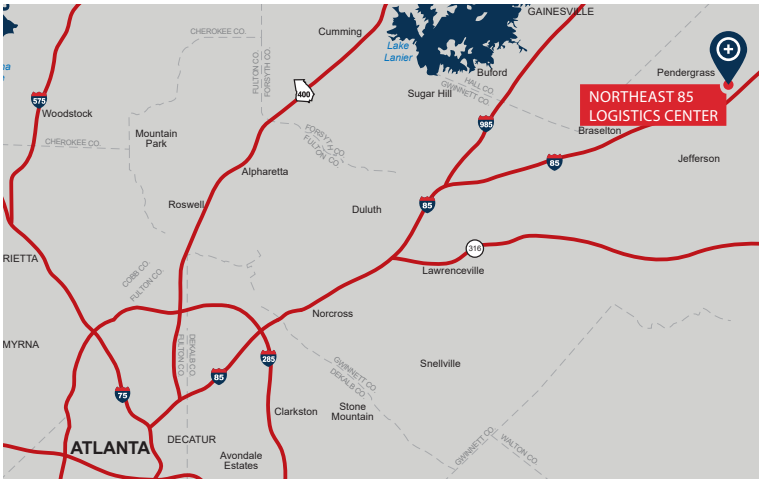 GAINESVILLE
CHEROKEE CO.
Cumming
FULTON CO.
FORSYTH CO.
Lake
Lanier
Buford
Pendergrass
HALL CO.
GWINNETT CO.
Sugar Hill
NORTHEAST 85
LOGISTICS CENTER
575
400
Woodstock
985
Braselton
Mountain
Park
FORSYTH CO.
FULTON CO.
CHEROKEE CO.
85
Jefferson
Alpharetta
Roswell
85
Duluth
316
RIETTA
COBB CO.
FULTON CO.
Lawrenceville
Norcross
MYRNA
FULTON CO.
DEKALB CO.
285
GWINNETT CO.
DEKALB CO.
Snellville
85
75
Clarkston
Stone
Mountain
ATLANTA
DECATUR
Avondale
Estates
GWINNETT CO.
WALTON CO.